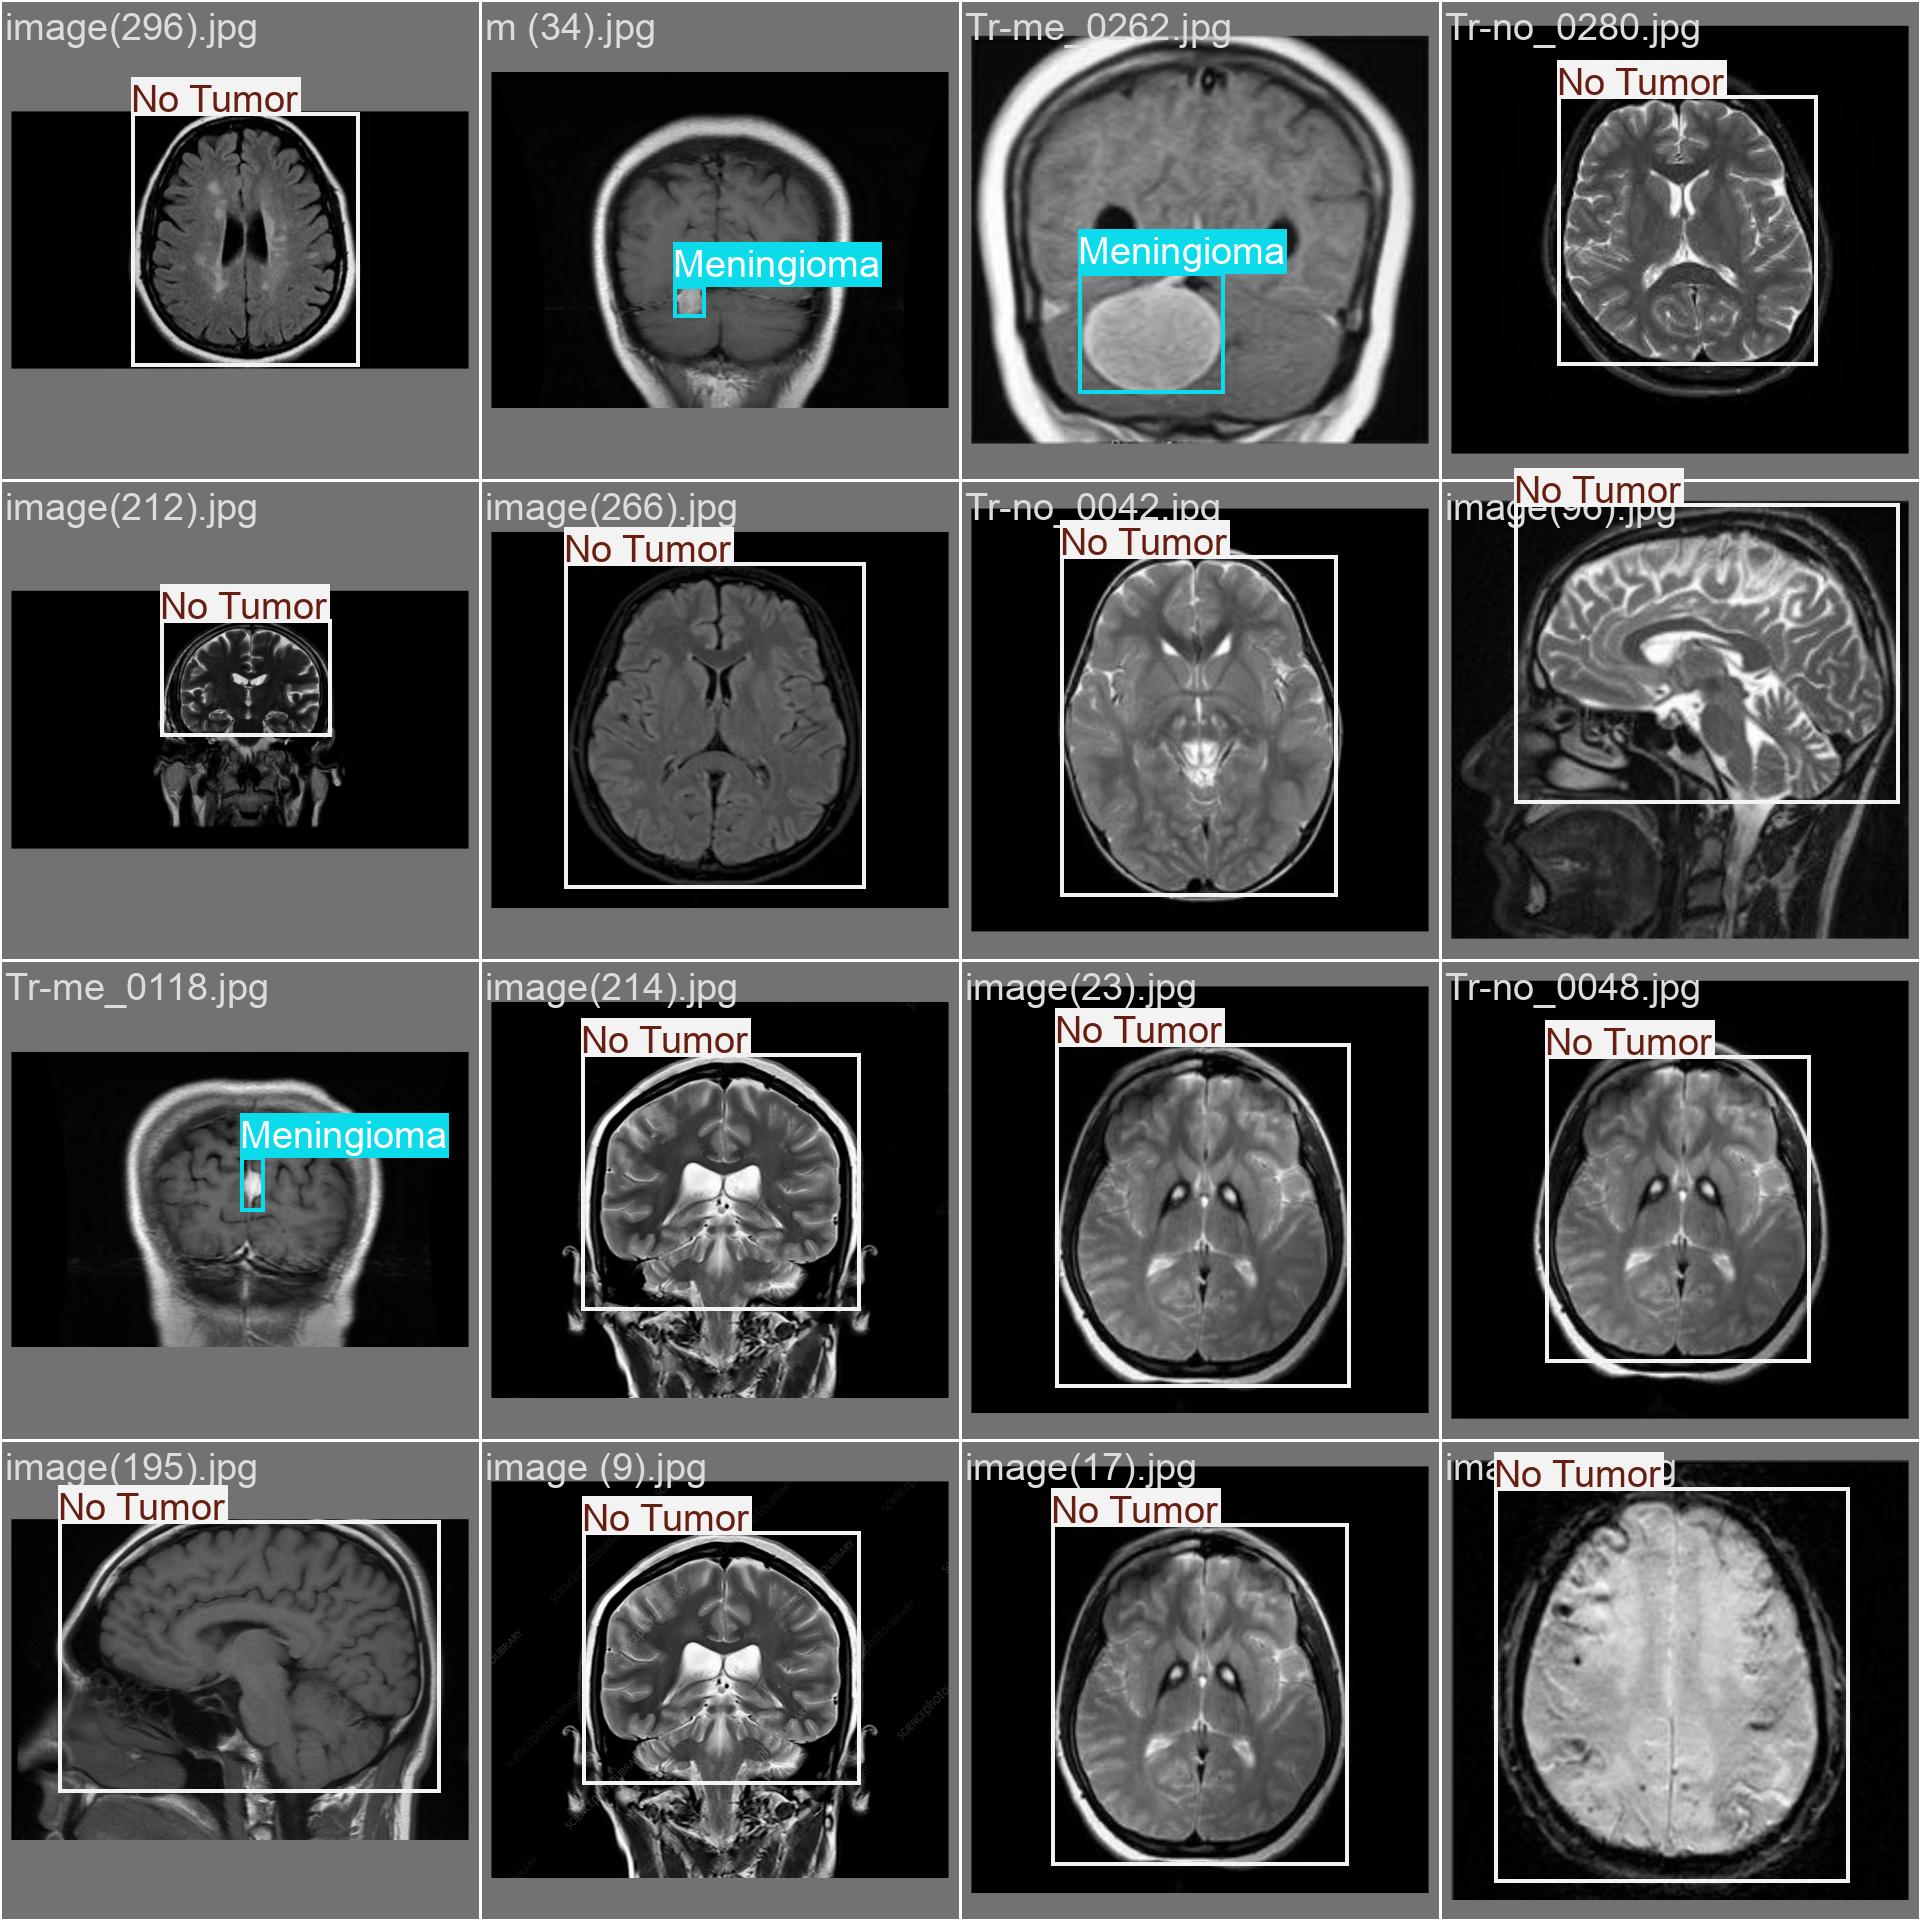 image(296).jpg
No Tumor
m (34).jpg
Meningioma
Tr-me_0262.jpg
Meningioma
Tr-no_0280.jpg
No Tumor
image(212).jpg
No Tumor
image(266).jpg
No Tumor
Tr-no_0042.jpg
No Tumor
No Tumor
Tr-me_0118.jpg
Meningioma
image(214).jpg
No Tumor
image(23).jpg
No Tumor
Tr-no_0048.jpg
No Tumor
image(195).jpg
No Tumor
image (9).jpg
No Tumor
image(17).jpg
No Tumor
No Tumor